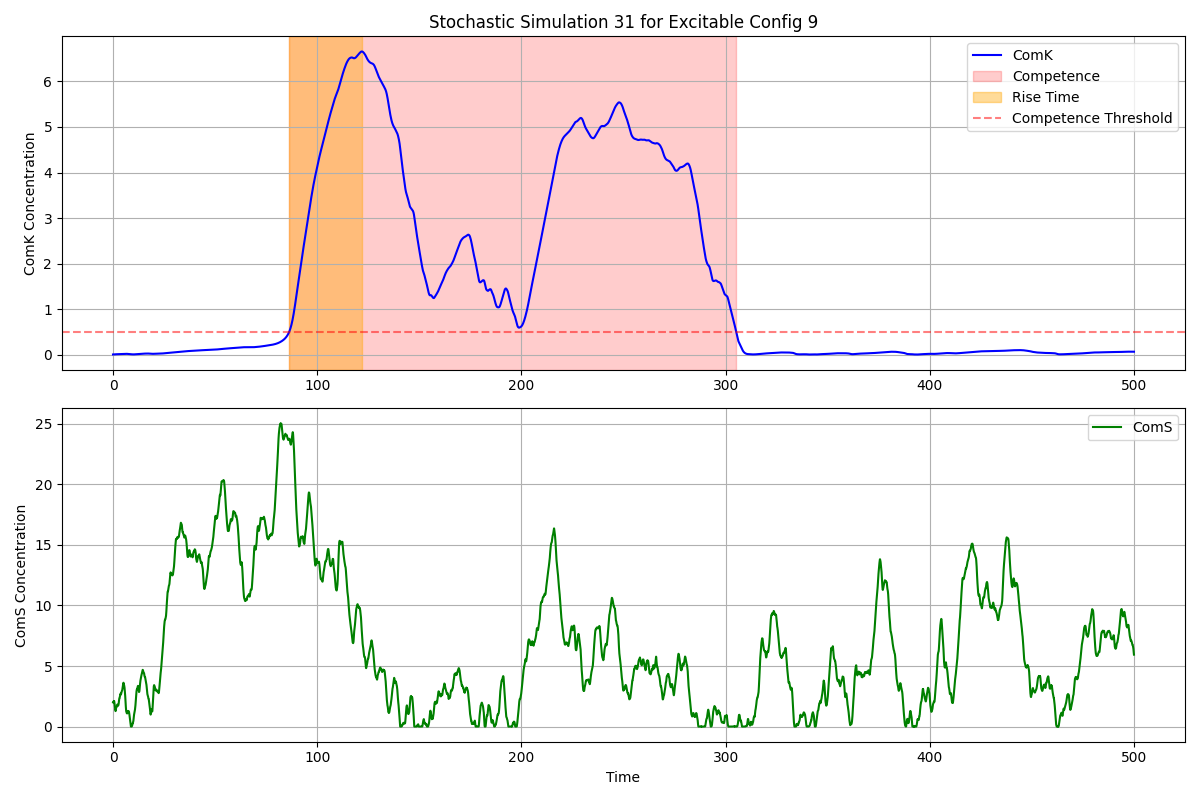 Stochastic Simulation 31 for Excitable Config 9
ComK Concentration
6
5
4
3
2
1
0
ComK
Competence
Rise Time
Competence Threshold
0 100 200 300 400 500
ComS Concentration
25
20
15
10
5
0
ComS
0 100 200 300 400 500
Time